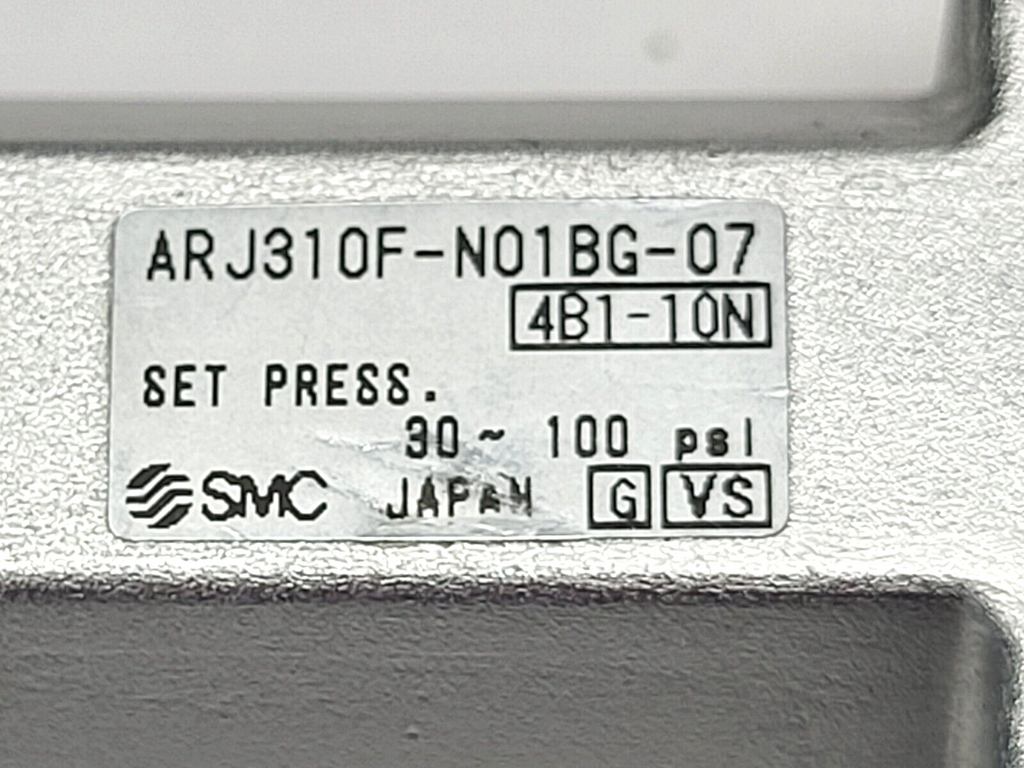 ARJ310F-N01BG-07
4B1-10N
SET PRESS.
30~ 100 psi
SMC JAPAN G VS